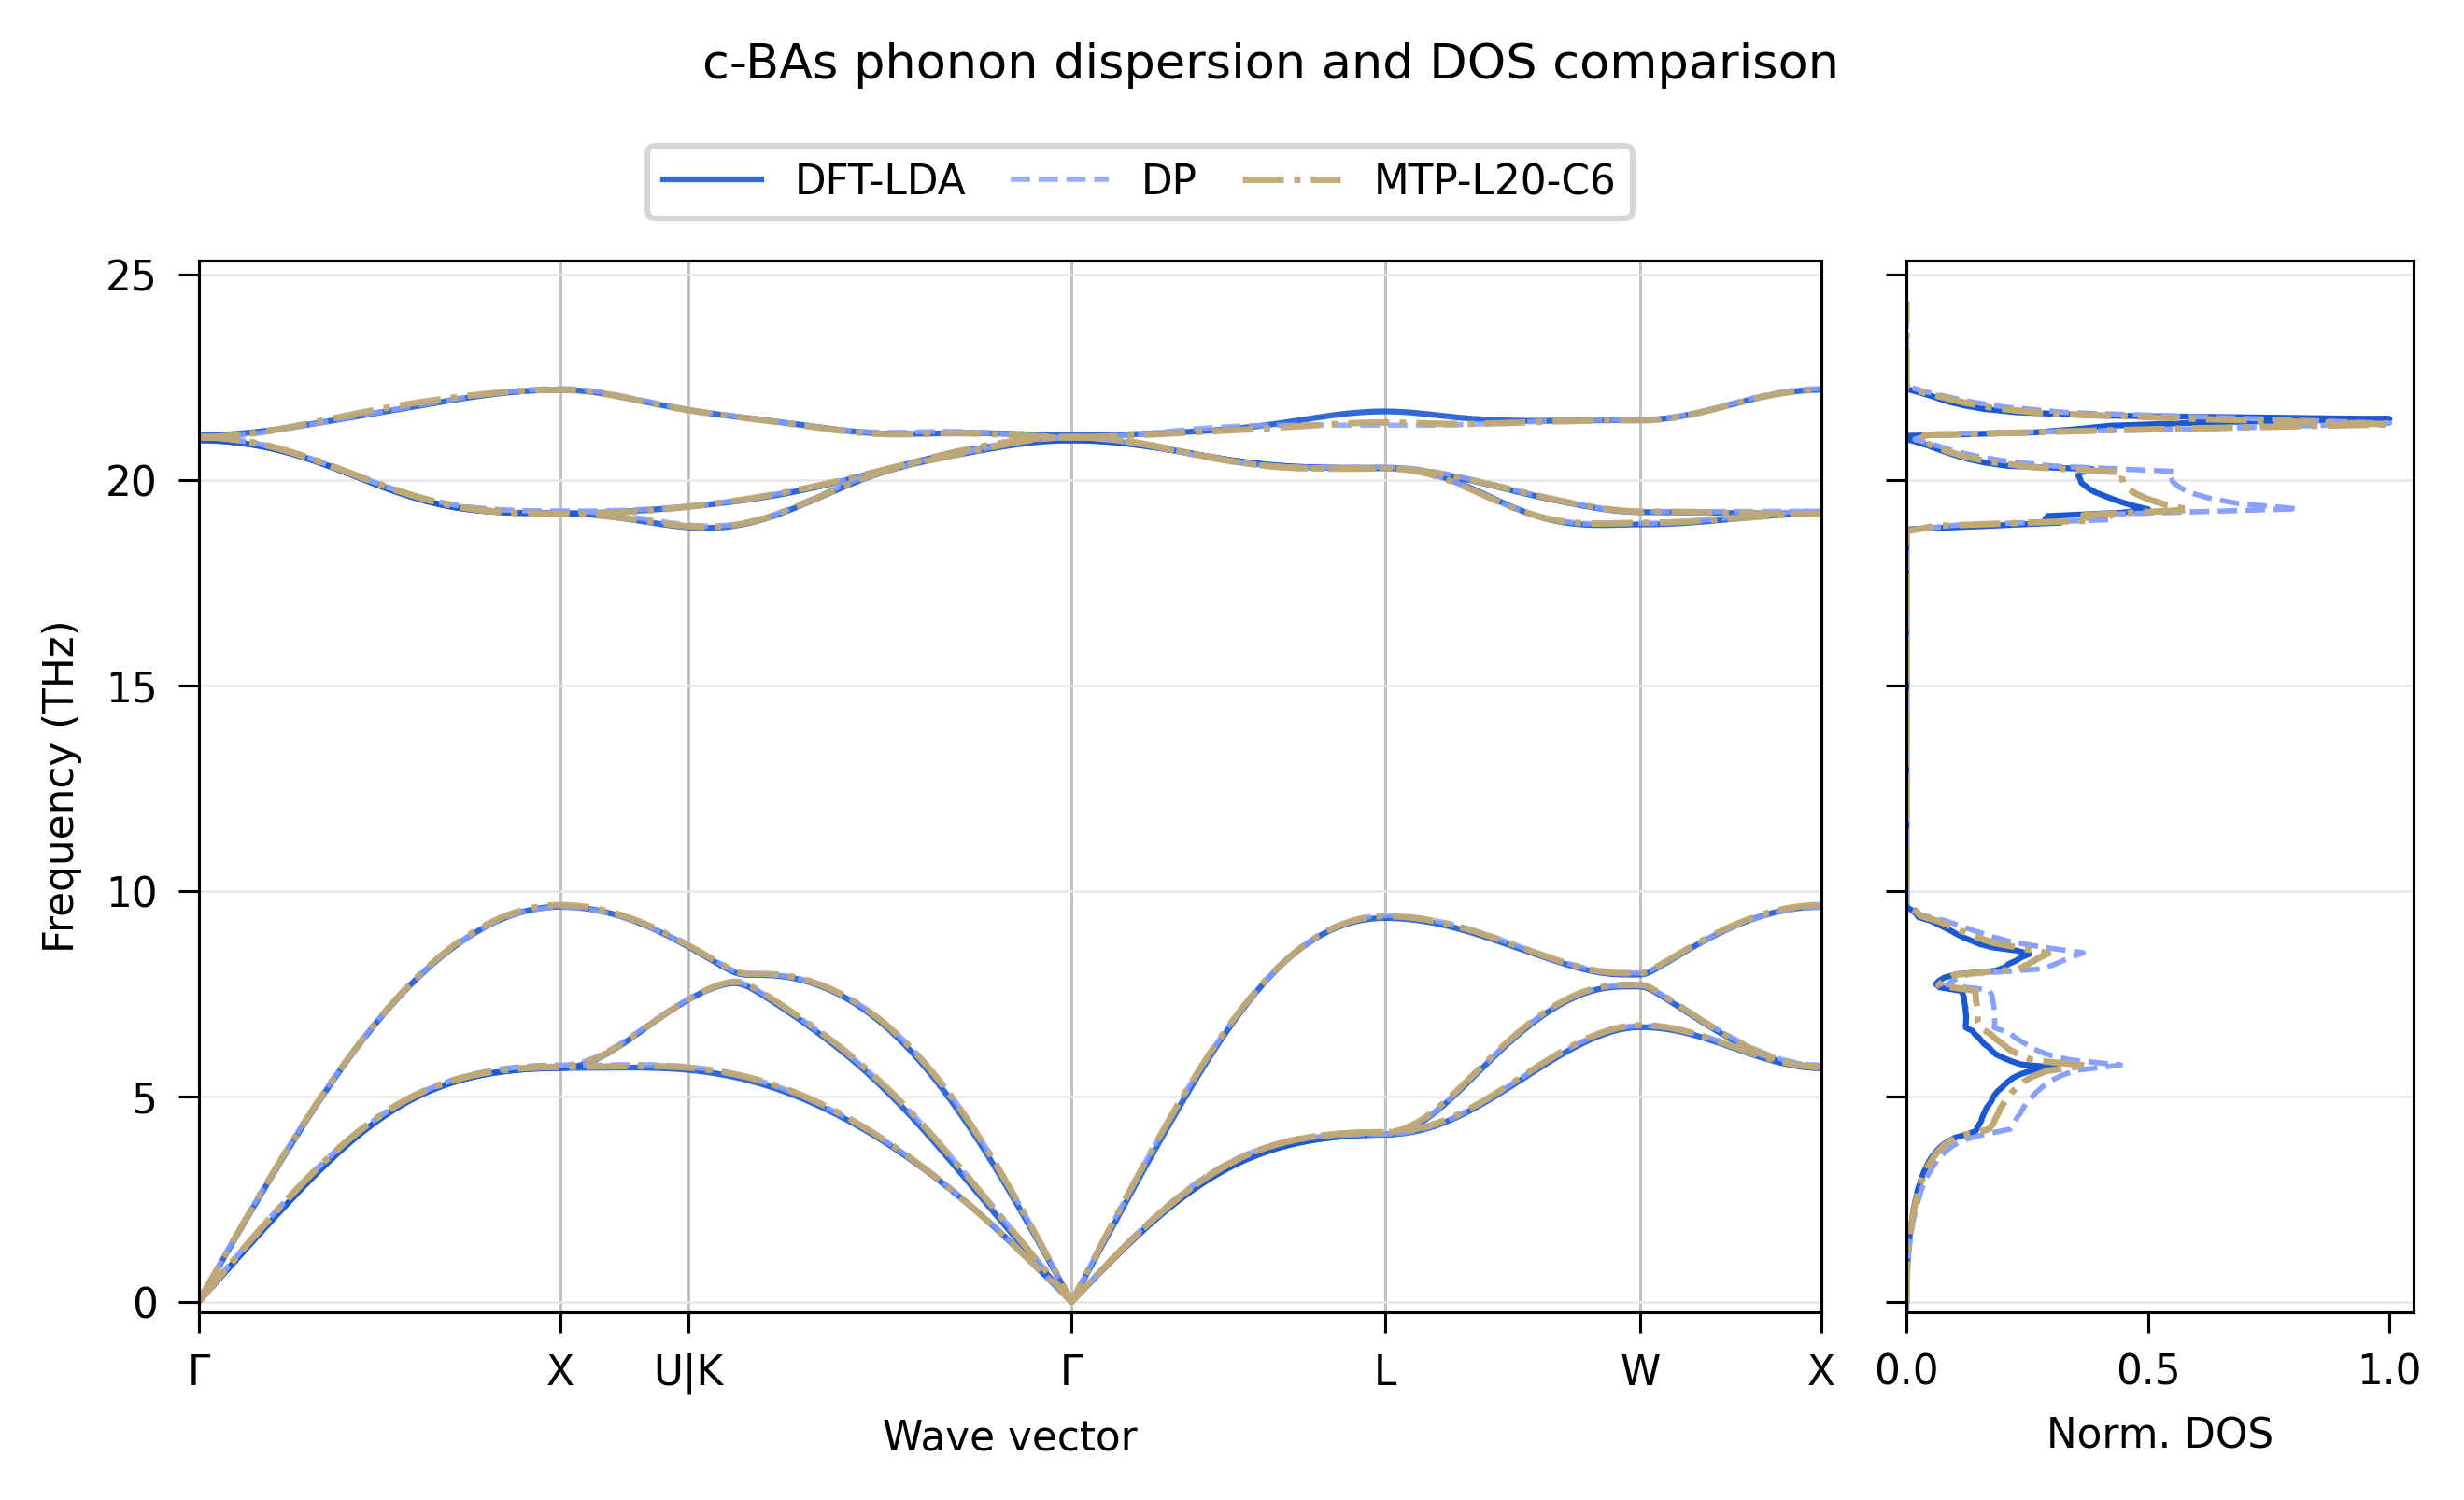 c-BAs phonon dispersion and DOS comparison
DFT-LDA DP MTP-L20-C6
25
20
15
10
5
0
Frequency (THz)
Γ X U|K Γ L W X
Wave vector
0.0 0.5 1.0
Norm. DOS